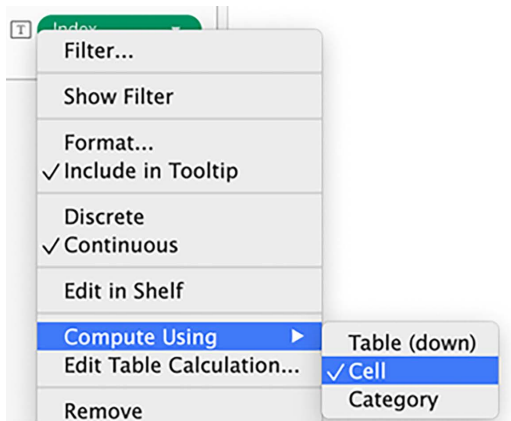 T
Index
Filter...
Show Filter
Format...
✓ Include in Tooltip
Discrete
✓ Continuous
Edit in Shelf
Compute Using ▶
Edit Table Calculation...
Remove
Table (down)
✓ Cell
Category